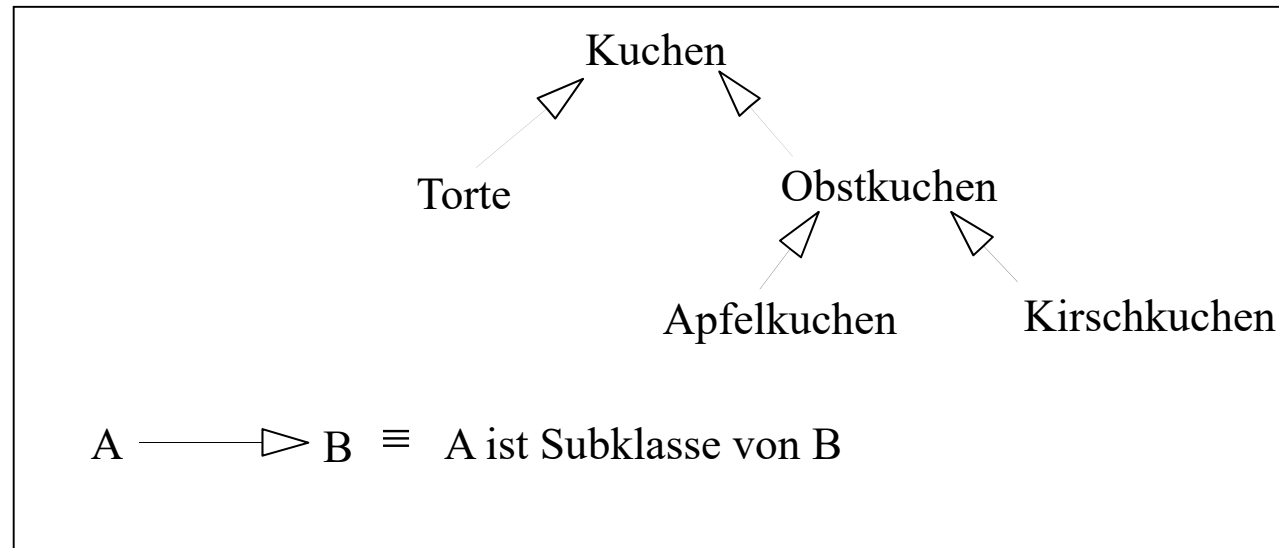 Kuchen
Torte
Obstkuchen
Apfelkuchen
Kirschkuchen
A B ≡ A ist Subklasse von B